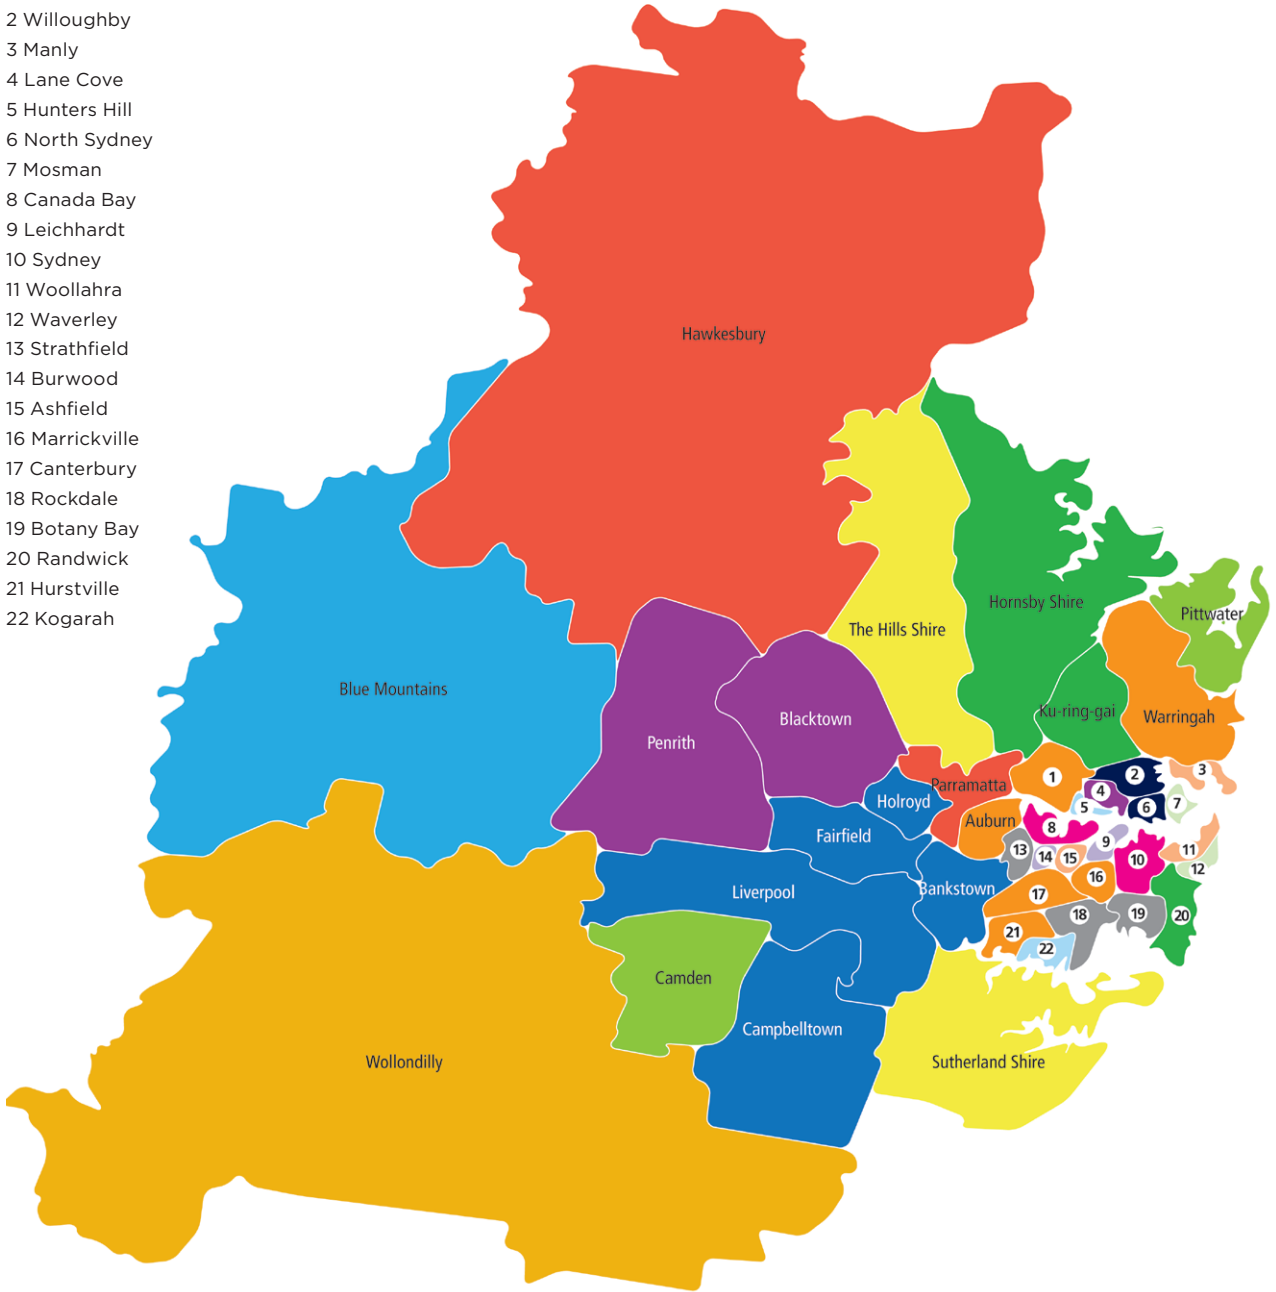 2 Willoughby
3 Manly
4 Lane Cove
5 Hunters Hill
6 North Sydney
7 Mosman
8 Canada Bay
9 Leichhardt
10 Sydney
11 Woollahra
12 Waverley
13 Strathfield
14 Burwood
15 Ashfield
16 Marrickville
17 Canterbury
18 Rockdale
19 Botany Bay
20 Randwick
21 Hurstville
22 Kogarah
Hawkesbury
Hornsby Shire
Pittwater
The Hills Shire
Blue Mountains
Ku-ring-gai
Warringah
Blacktown
Penrith
1
2
3
Parramatta
4
5
6
7
Holroyd
Auburn
8
Fairfield
9
13
14
15
10
11
12
16
Liverpool
Bankstown
17
18
19
20
21
22
Camden
Campbelltown
Wollondilly
Sutherland Shire